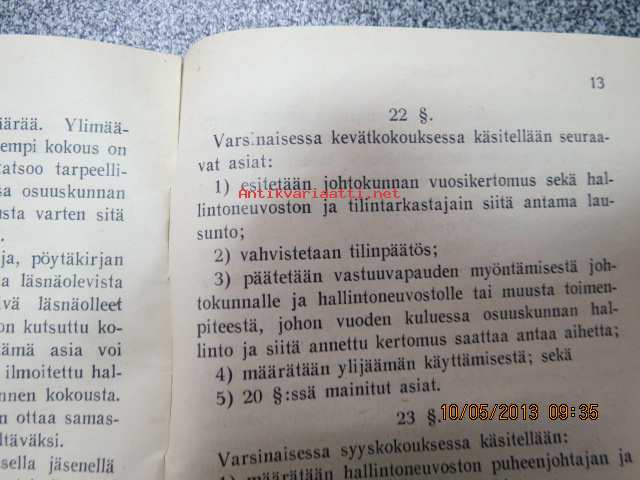 äärää. Ylimää-
empi kokous on
atsoo tarpeelli-
sa osuuskunnan
usta varten sitä
ja, pöytäkirjan
a läsnäolevista
vä läsnäolleet
on kutsuttu ko-
tämä asia voi
ilmoitettu hal-
nnen kokousta.
n ottaa samas-
ltäväksi.
sella jäsenellä
13
22 §.
Varsinaisessa kevätkokouksessa käsitellään seuraa-
vat asiat:
1) esitetään johtokunnan vuosikertomus sekä hal-
Antikvariaatti.net
lintoneuvoston ja tilintarkastajain siitä antama lau-
sunto;
2) vahvistetaan tilinpäätös;
3) päätetään vastuuvapauden myöntämisestä joh-
tokunnalle ja hallintoneuvostolle tai muusta toimen-
piteestä, johon vuoden kuluessa osuuskunnan hal-
linto ja siitä annettu kertomus saattaa antaa aihetta;
4) määrätään ylijäämän käyttämisestä; sekä
5) 20 §:ssä mainitut asiat.
10/05/2013 09:35
23 §.
Varsinaisessa syyskokouksessa käsitellään:
1) määrätään hallintoneuvoston puheenjohtajan ja